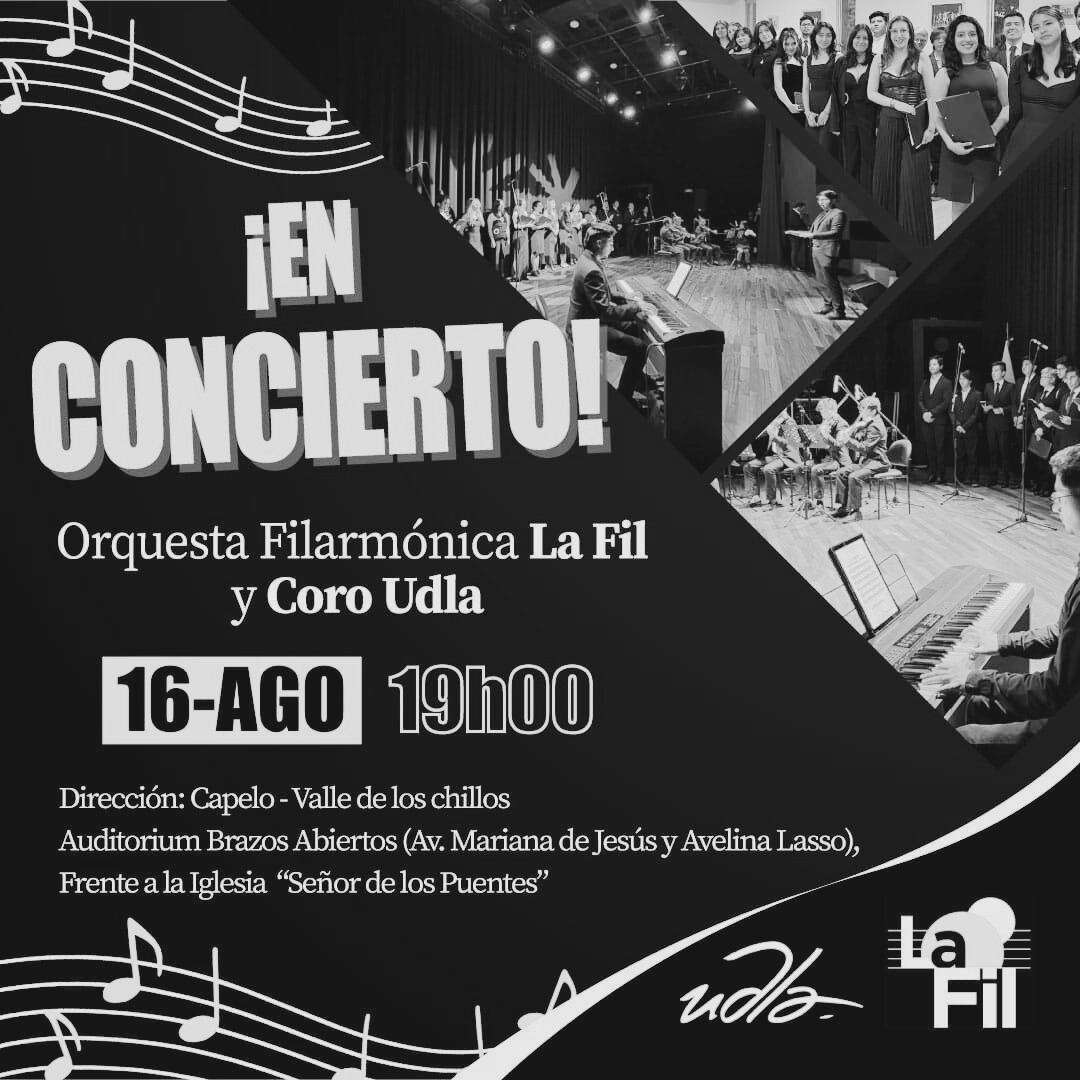 ¡EN
CONCIERTO!
Orquesta Filarmónica La Fil
y Coro Udla
16-AGO 19h00
Dirección: Capelo - Valle de los chillos
Auditorium Brazos Abiertos (Av. Mariana de Jesús y Avelina Lasso),
Frente a la Iglesia “Señor de los Puentes”
udla-
La
Fil